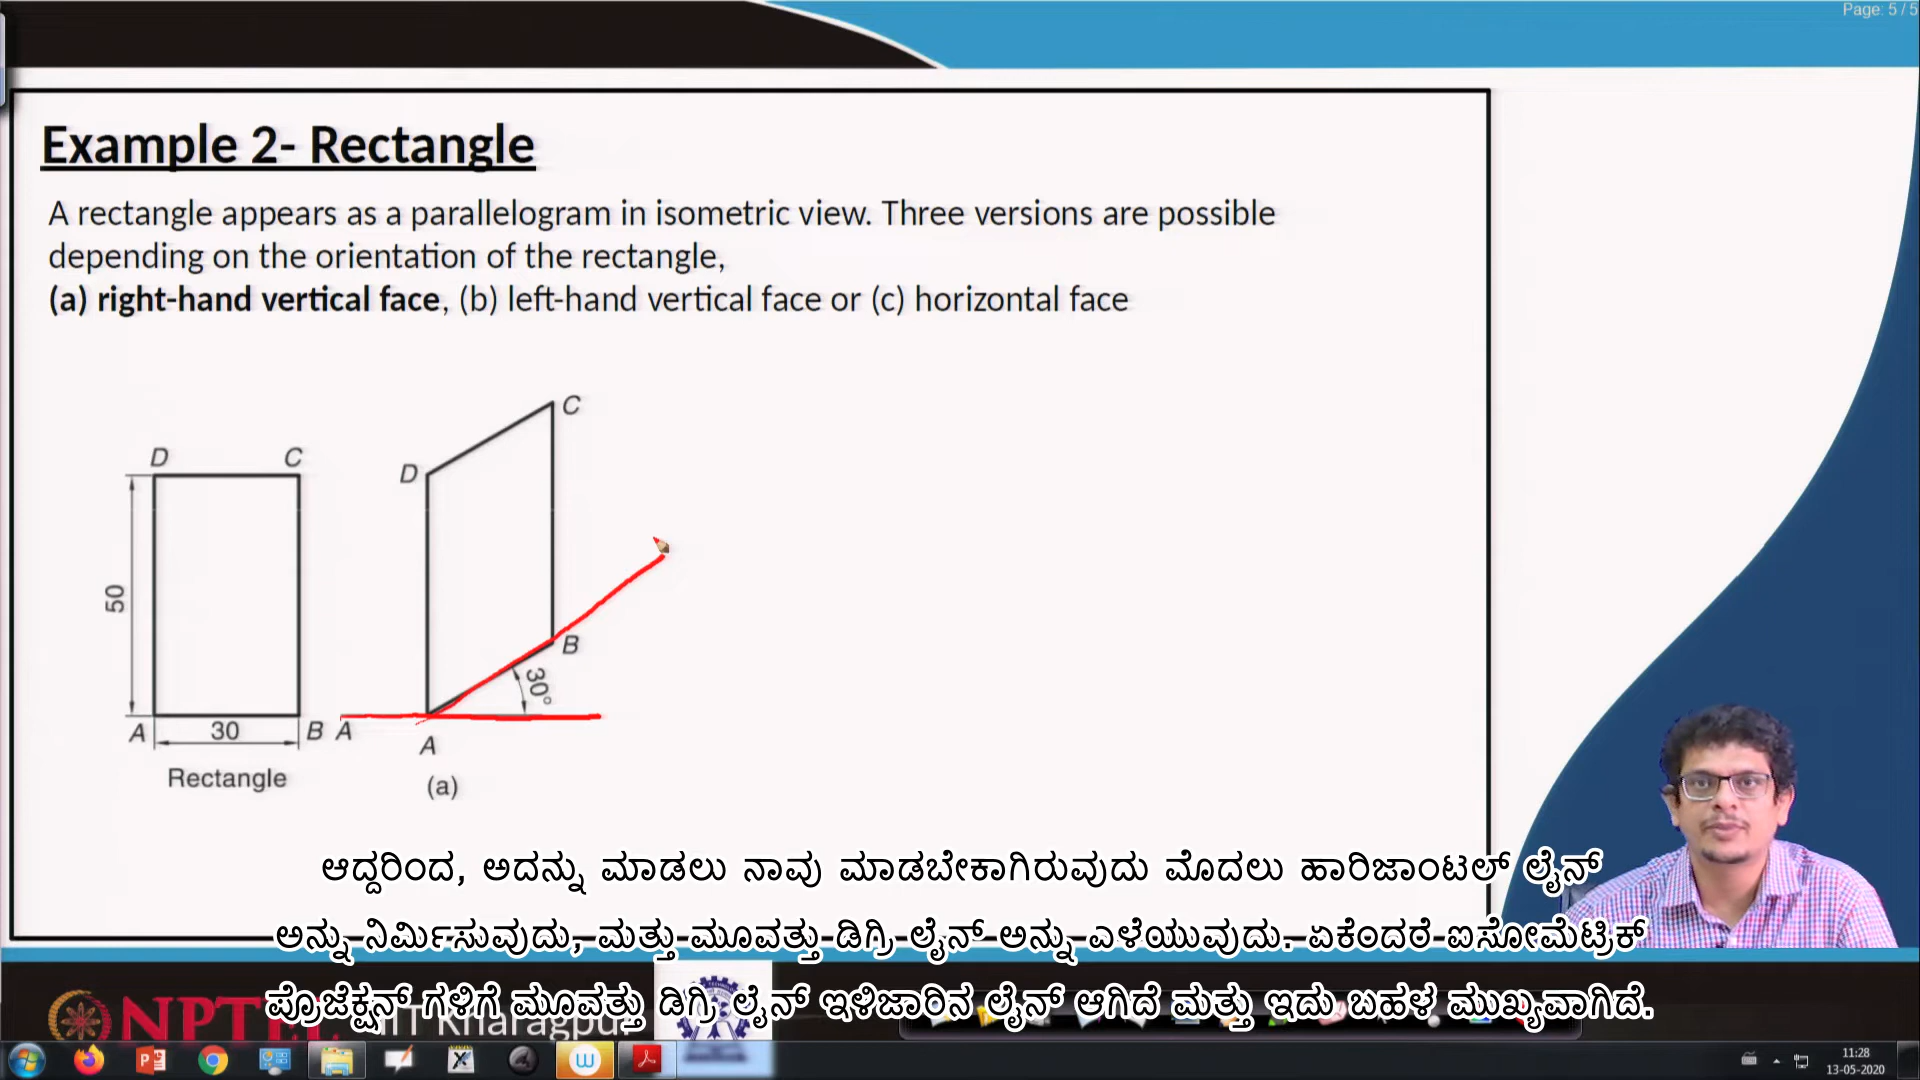 Page: 5 / 5
Example 2- Rectangle
A rectangle appears as a parallelogram in isometric view. Three versions are possible
depending on the orientation of the rectangle,
(a) right-hand vertical face, (b) left-hand vertical face or (c) horizontal face
D C
50
A 30 B
Rectangle
C
D
B
30°
A
A
(a)
ಆದ್ದರಿಂದ, ಅದನ್ನು ಮಾಡಲು ನಾವು ಮಾಡಬೇಕಾಗಿರುವುದು ಮೊದಲು ಹಾರಿಜಾಂಟಲ್ ಲೈನ್
ಅನ್ನು ನಿರ್ಮಿಸುವುದು, ಮತ್ತು ಮೂವತ್ತು ಡಿಗ್ರಿ ಲೈನ್ ಅನ್ನು ಎಳೆಯುವುದು. ಏಕೆಂದರೆ ಐಸೋಮೆಟ್ರಿಕ್
ಪ್ರೊಜೆಕ್ಷನ್ ಗಳಿಗೆ ಮೂವತ್ತು ಡಿಗ್ರಿ ಲೈನ್ ಇಳಿಜಾರಿನ ಲೈನ್ ಆಗಿದೆ ಮತ್ತು ಇದು ಬಹಳ ಮುಖ್ಯವಾಗಿದೆ.
NPTEL IIT Kharagpur
11:28
13-05-2020